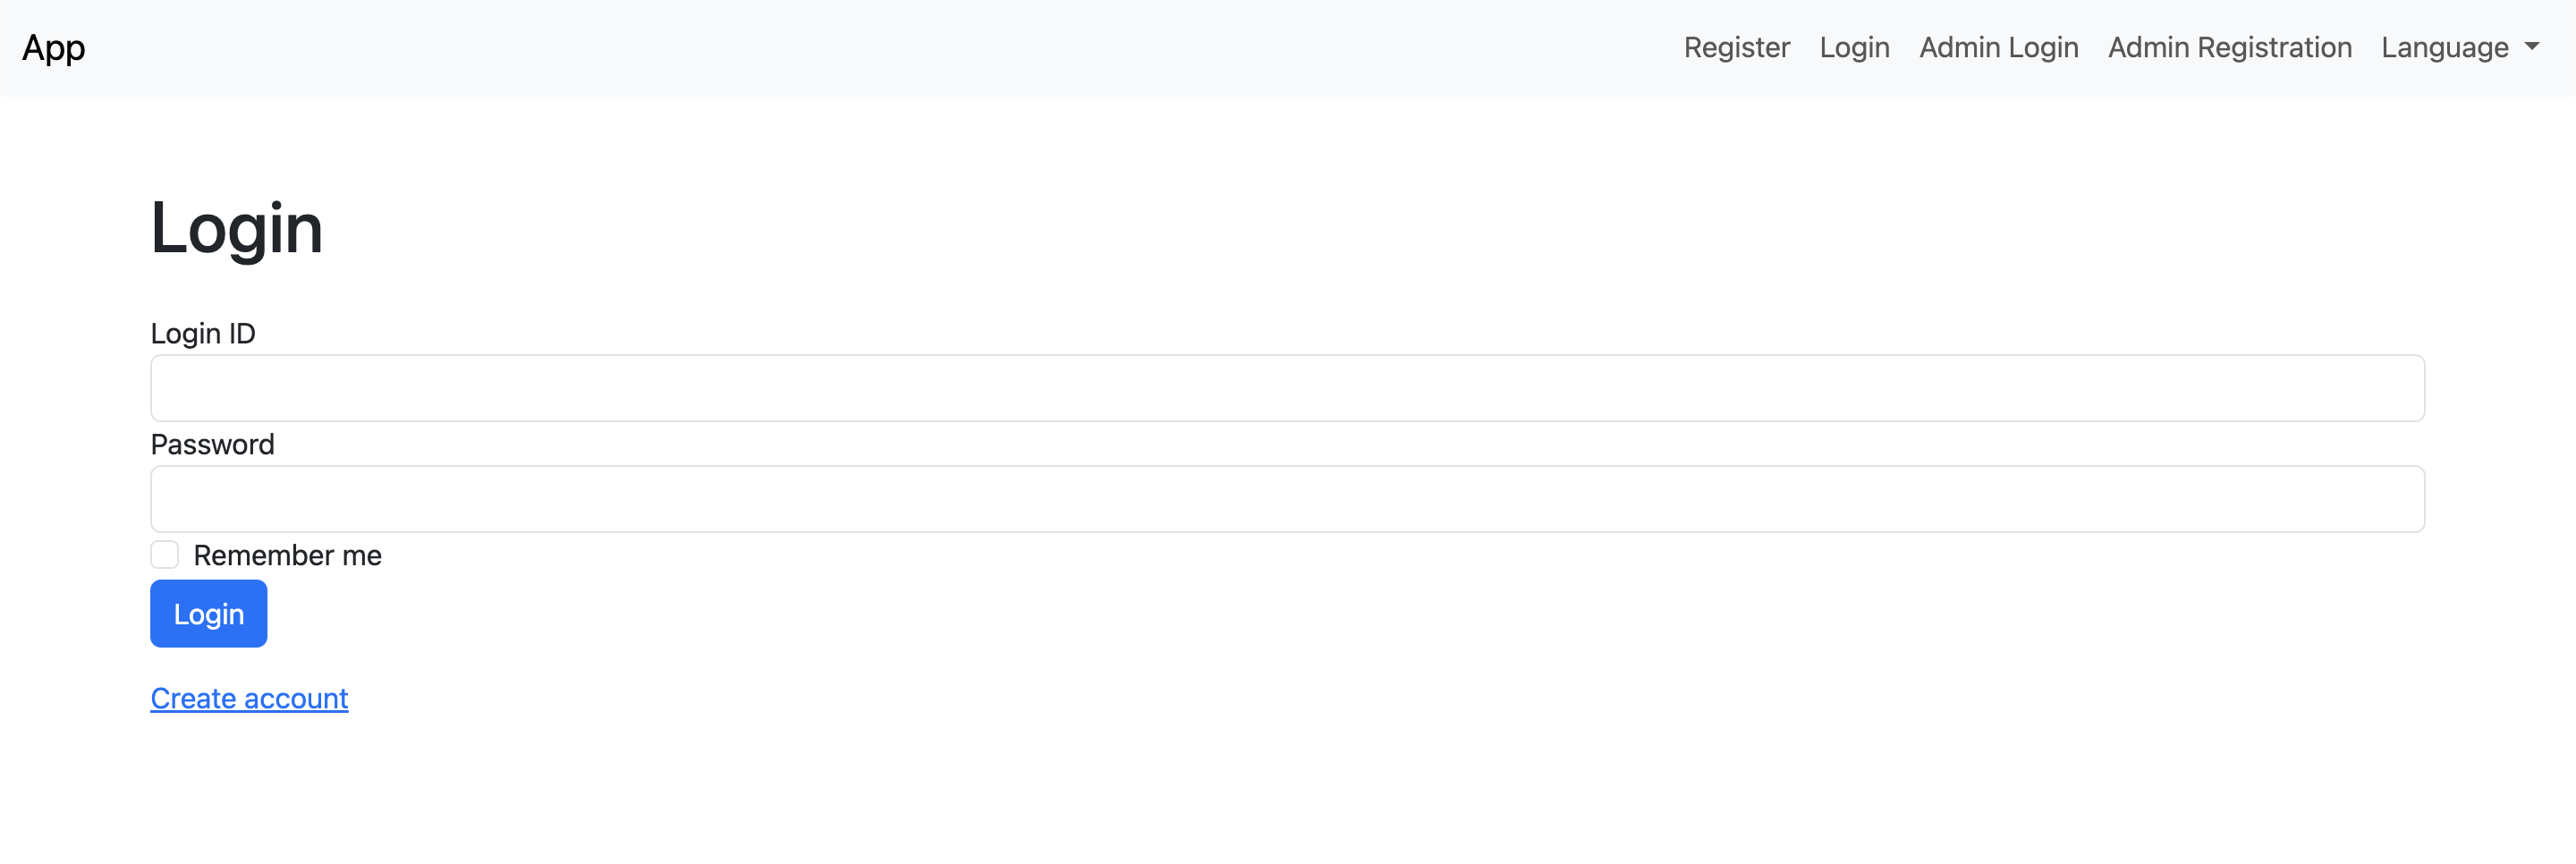 App
Register Login Admin Login Admin Registration Language
Login
Login ID
Password
Remember me
Login
Create account